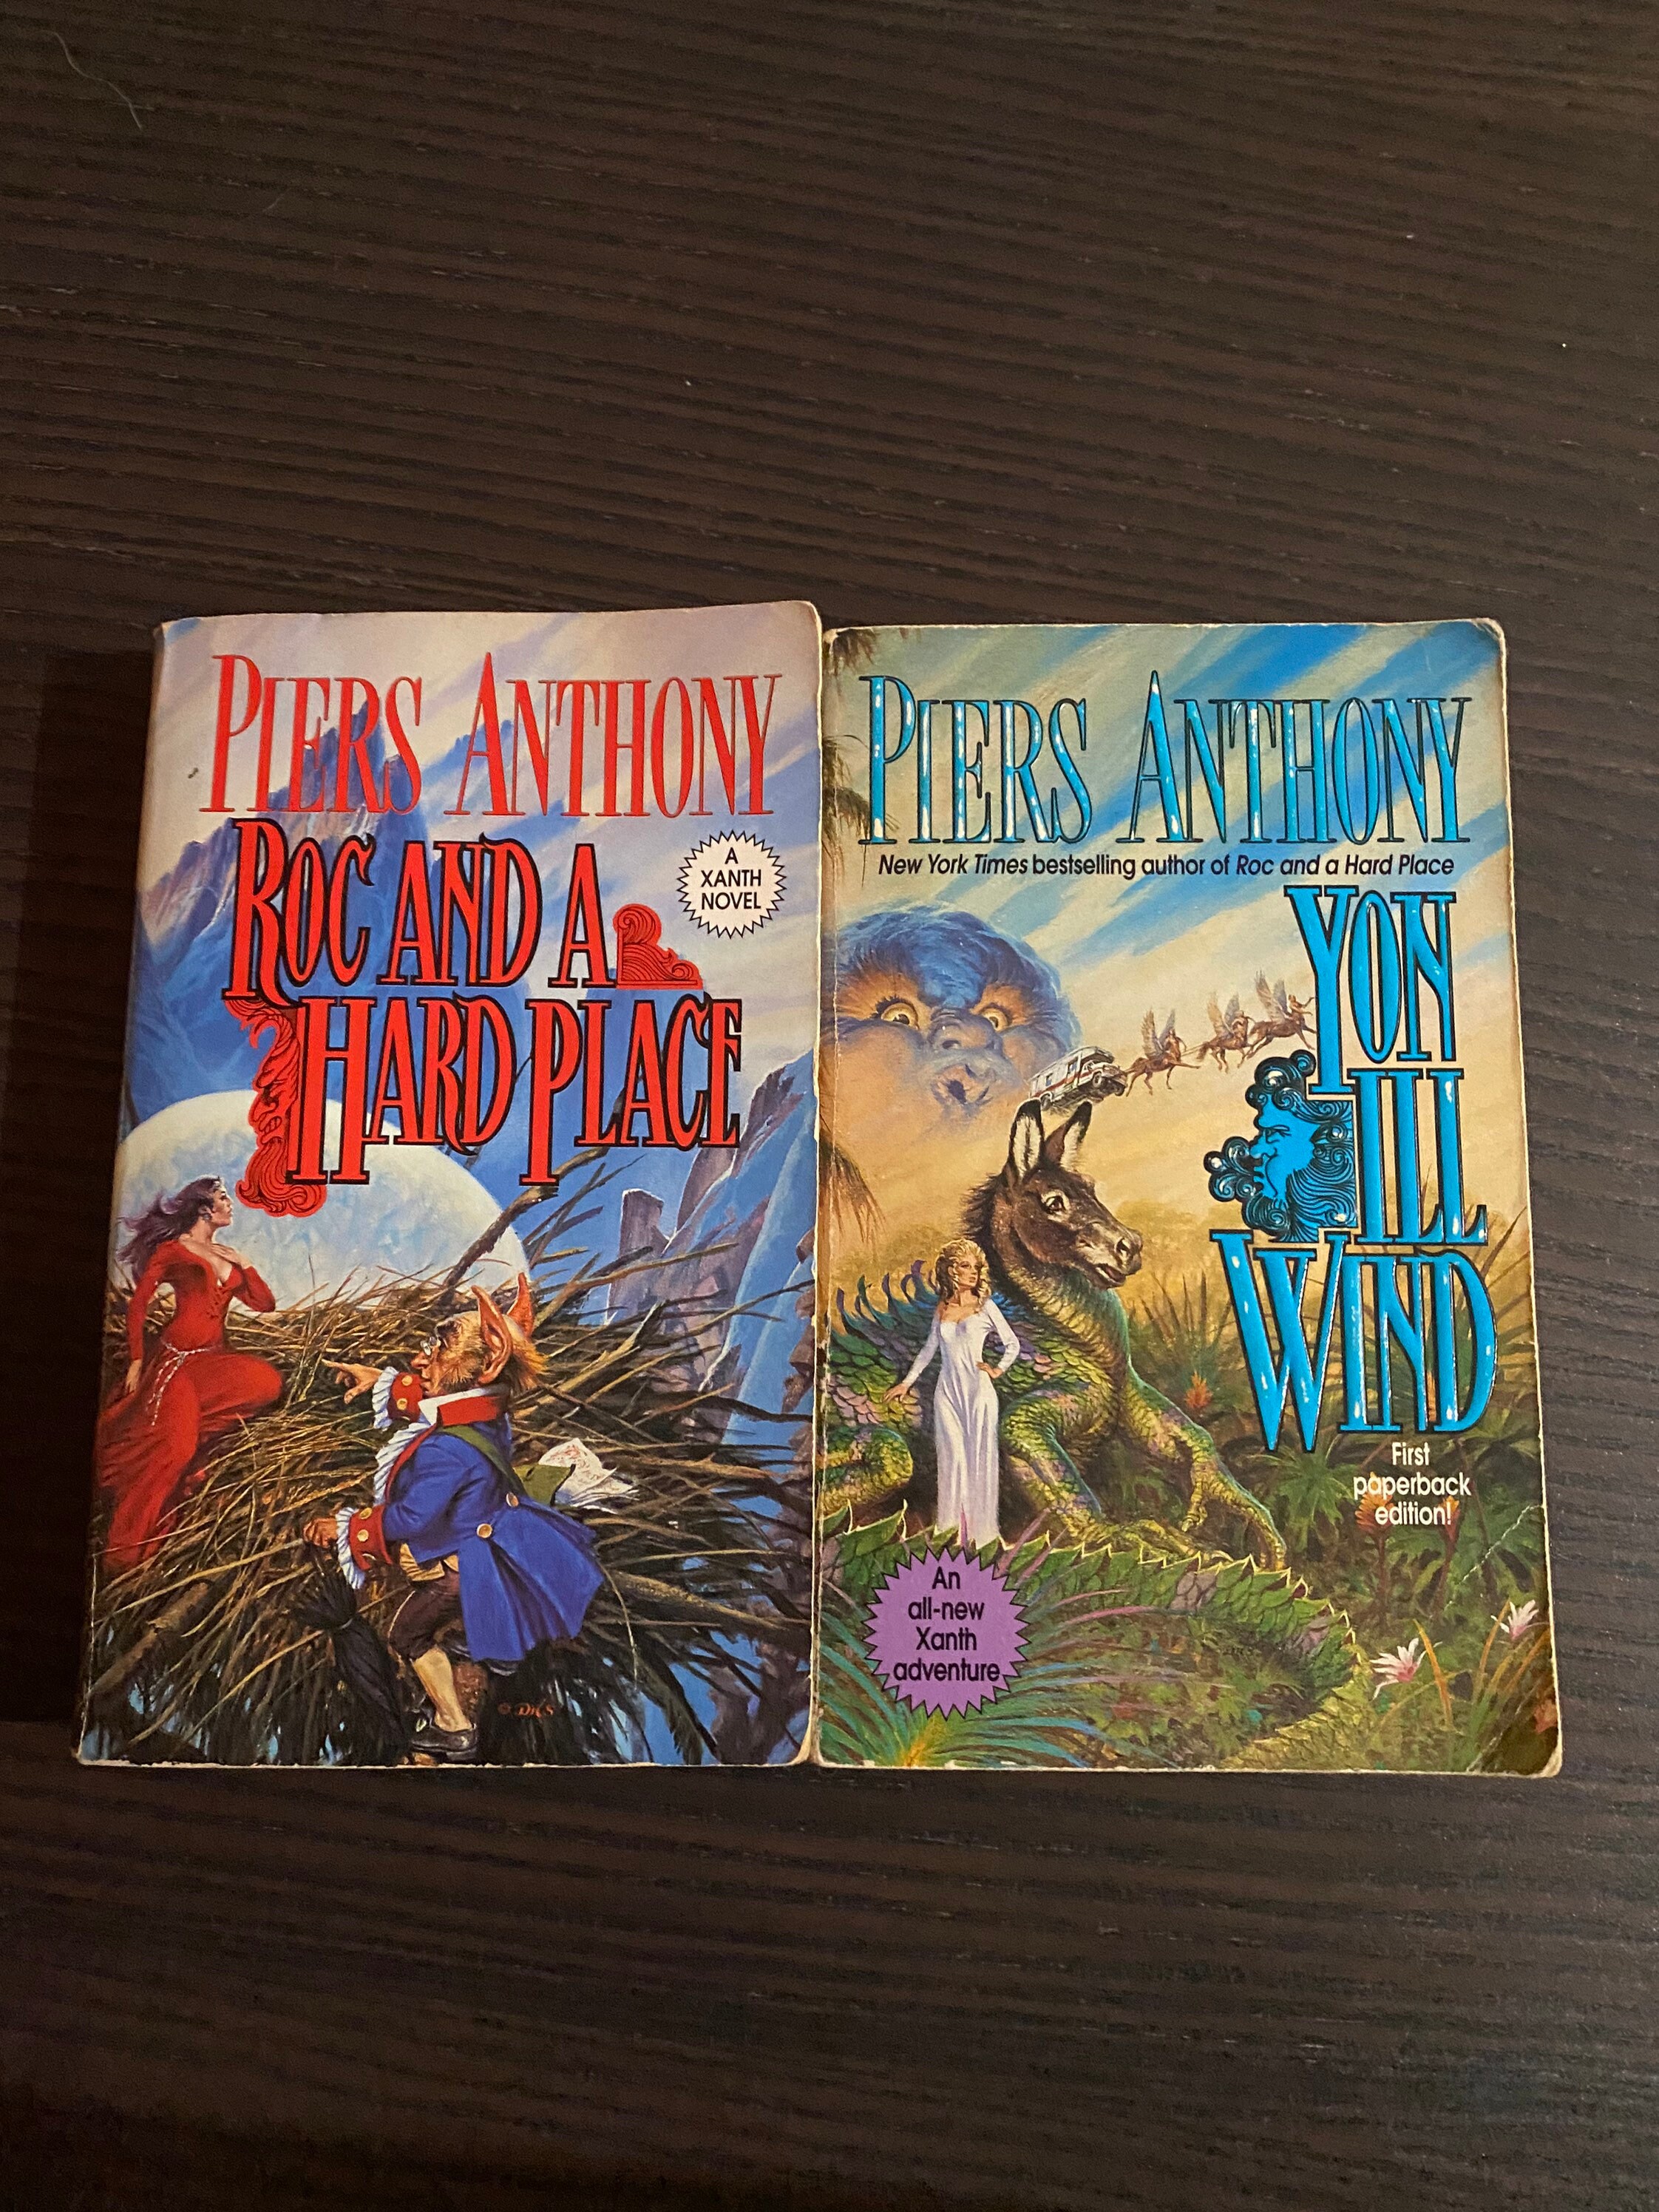 PIERS ANTHONY
ROC AND A
HARD PLACE
A
XANTH
NOVEL
© DKS
PIERS ANTHONY
New York Times bestselling author of Roc and a Hard Place
YON
ILL
WIND
First
paperback
edition!
An
all-new
Xanth
adventure